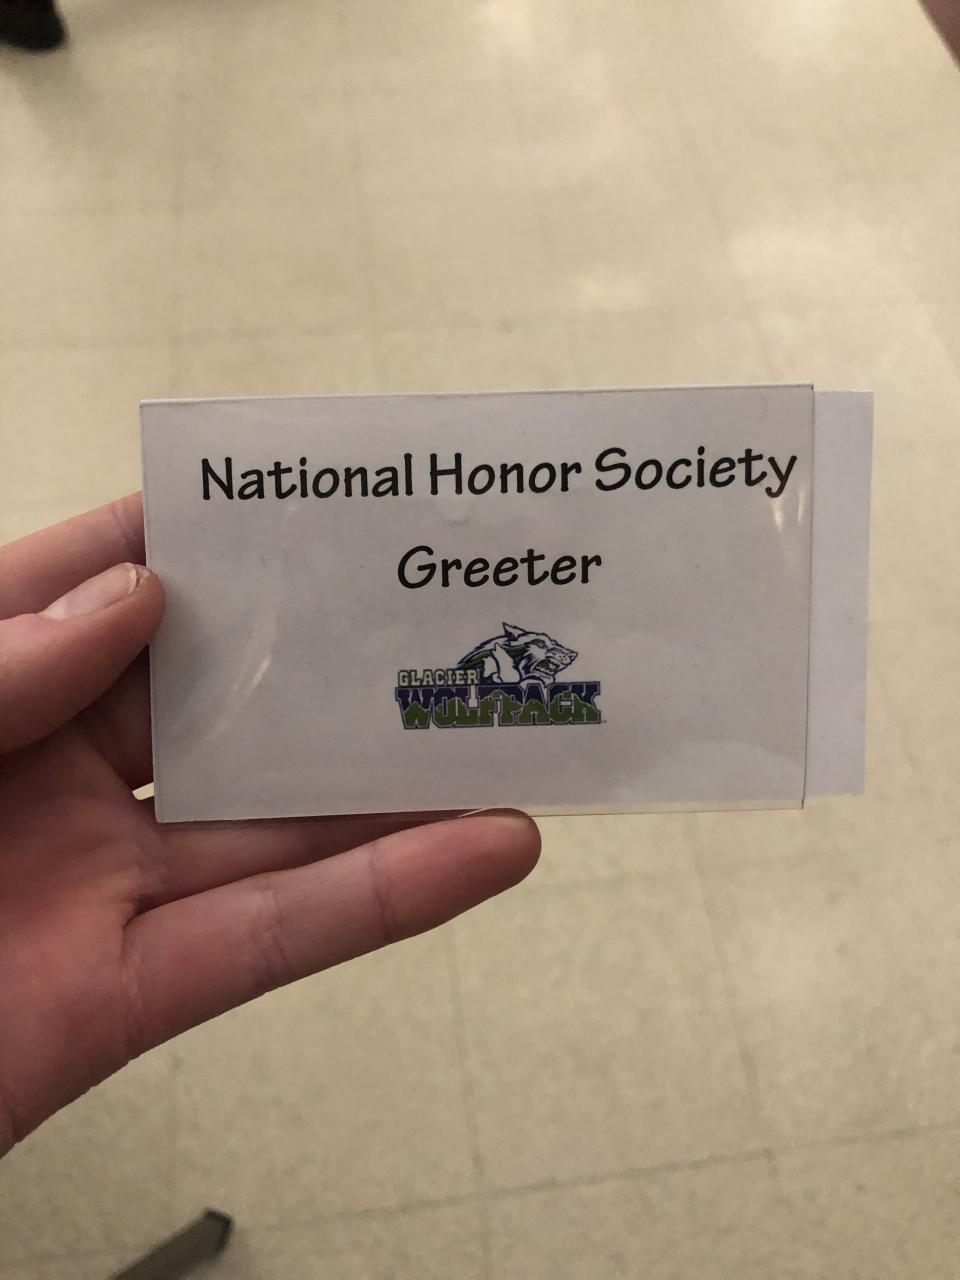 National Honor Society
Greeter
GLACIER
WOLFPACK